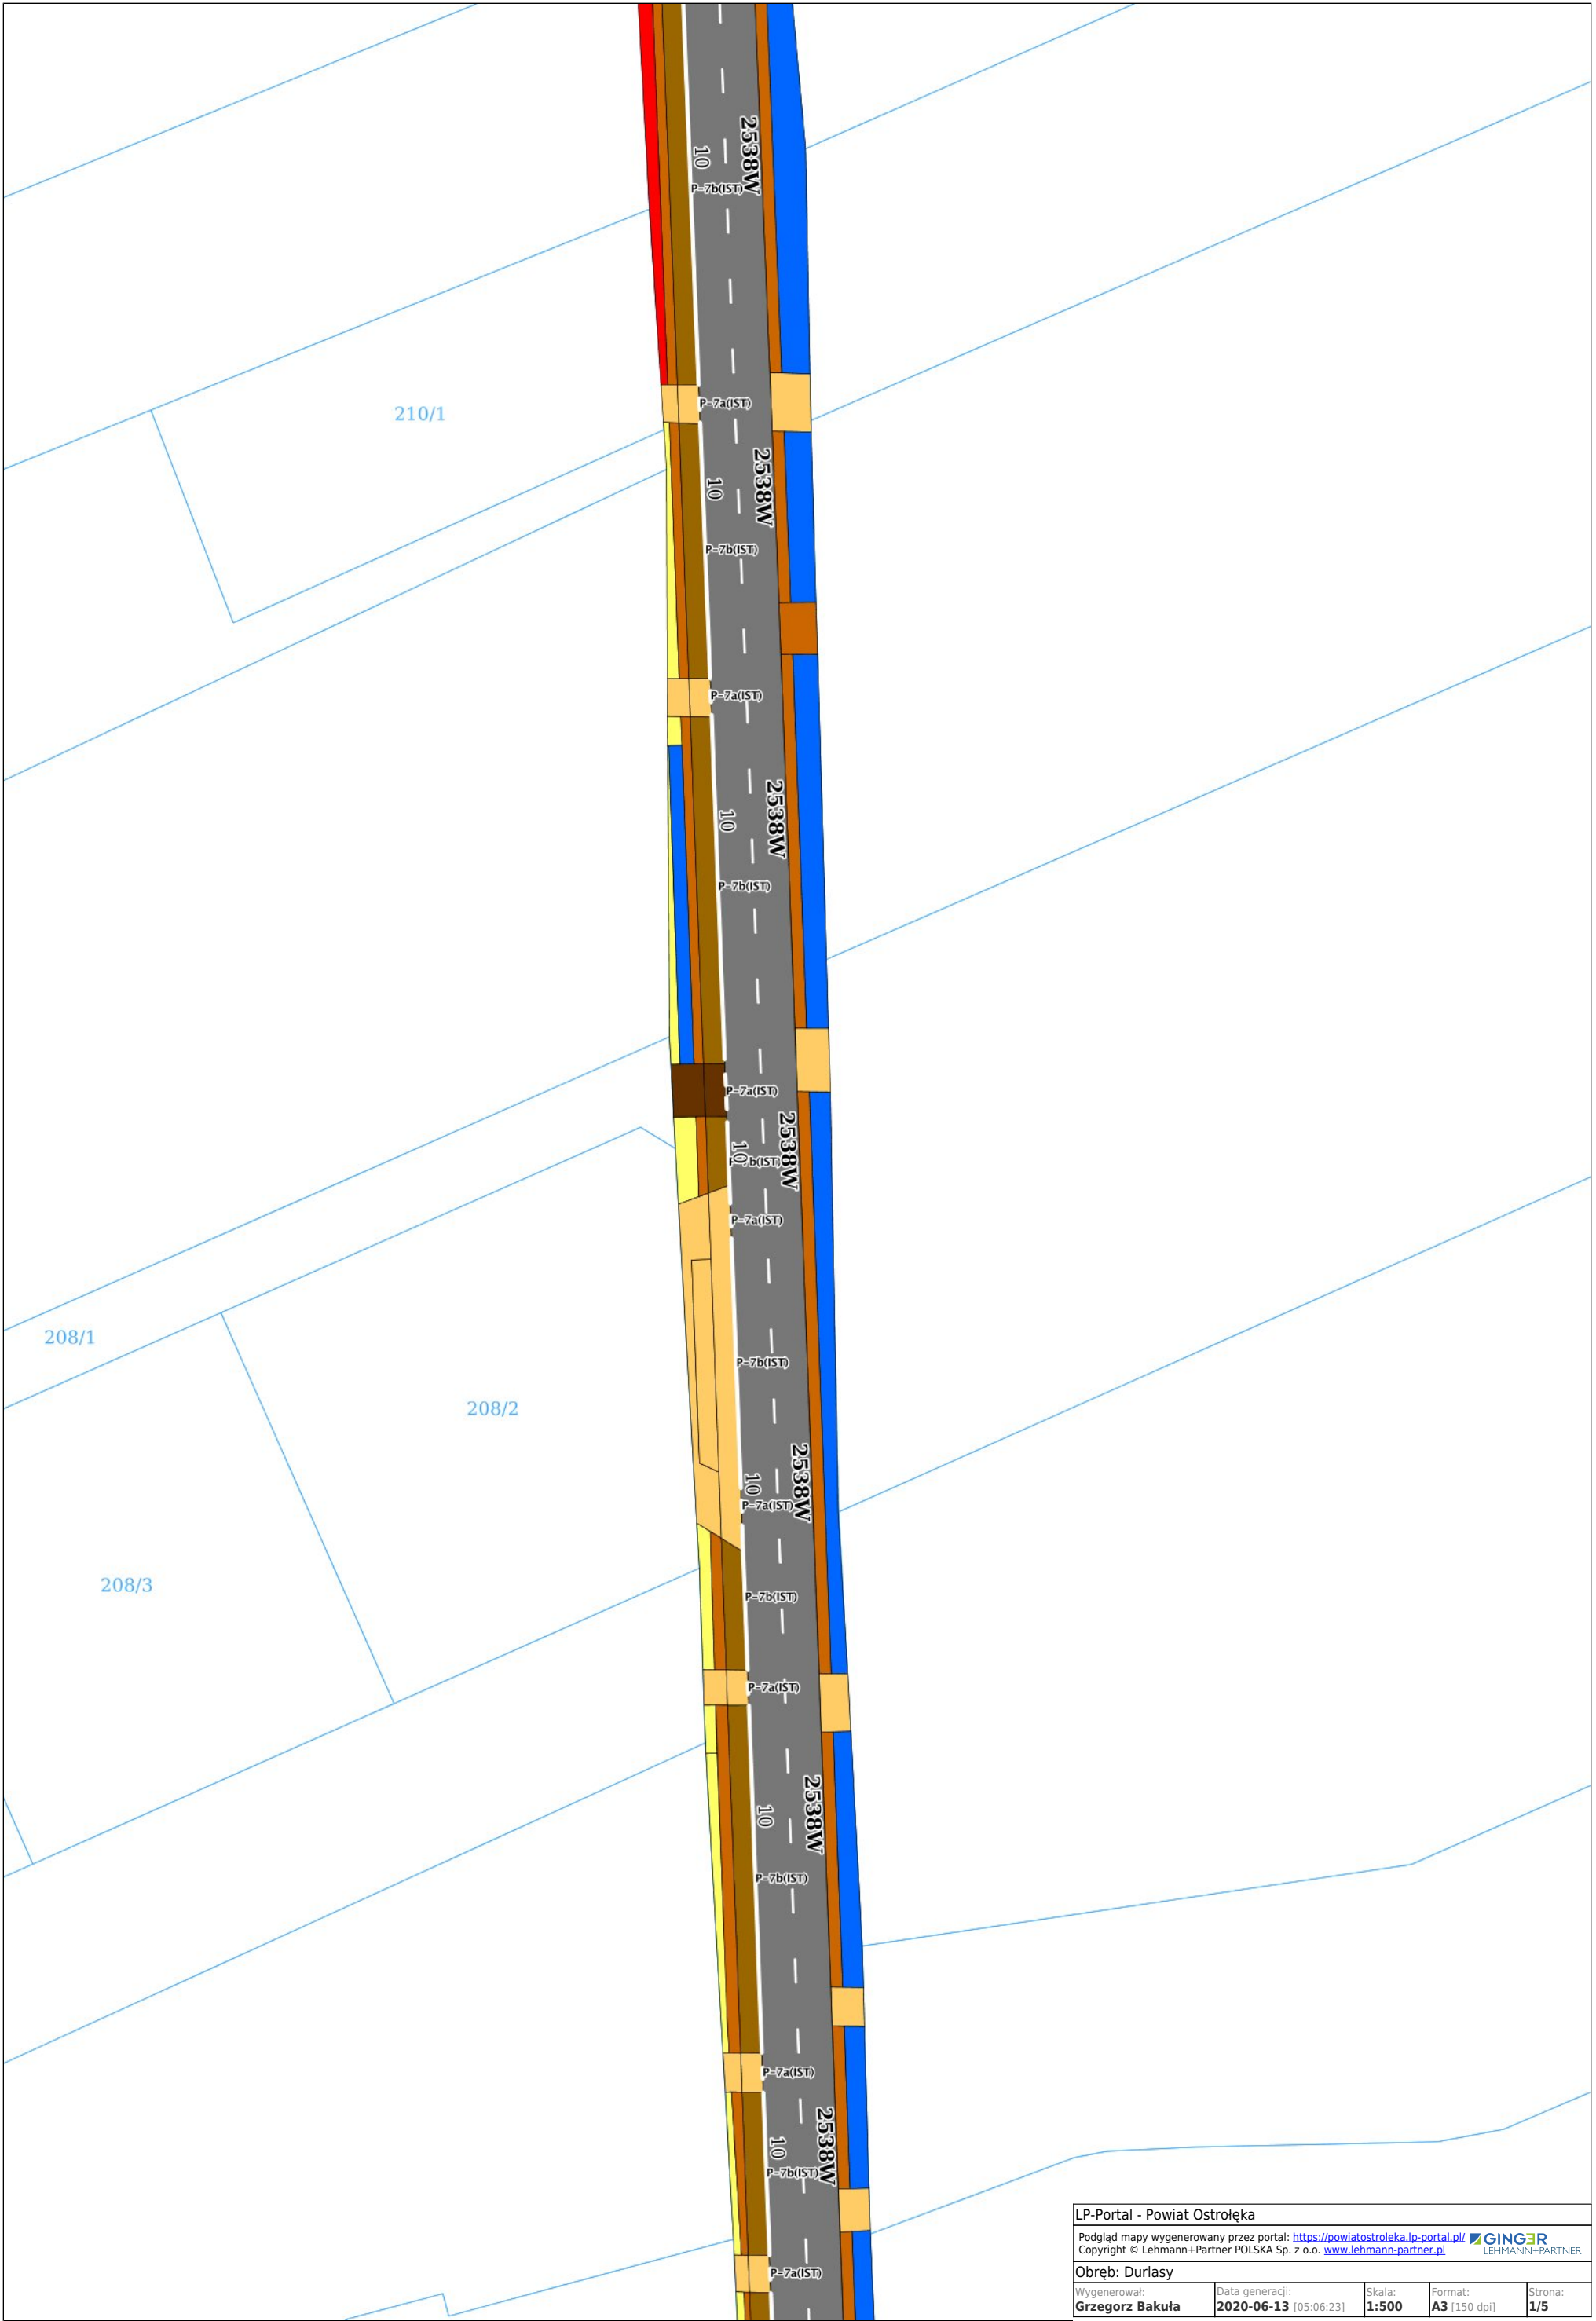 2538W
10
P-7b(IST)
P-7a(IST)
210/1
2538W
10
P-7b(IST)
P-7a(IST)
2538W
10
P-7b(IST)
P-7a(IST)
2538W
10
b(IST)
P-7a(IST)
208/1
P-7b(IST)
208/2
2538W
10
P-7a(IST)
208/3
P-7b(IST)
P-7a(IST)
2538W
10
P-7b(IST)
P-7a(IST)
2538W
10
P-7b(IST)
P-7a(IST)
LP-Portal - Powiat Ostrołęka
Podgląd mapy wygenerowany przez portal: https://powiatostroleka.lp-portal.pl/
Copyright © Lehmann+Partner POLSKA Sp. z o.o. www.lehmann-partner.pl
GINGER
LEHMANN+PARTNER
Obręb: Durlasy
Wygenerował: Data generacji: Skala: Format: Strona:
Grzegorz Bakuła 2020-06-13 [05:06:23] 1:500 A3 [150 dpi] 1/5